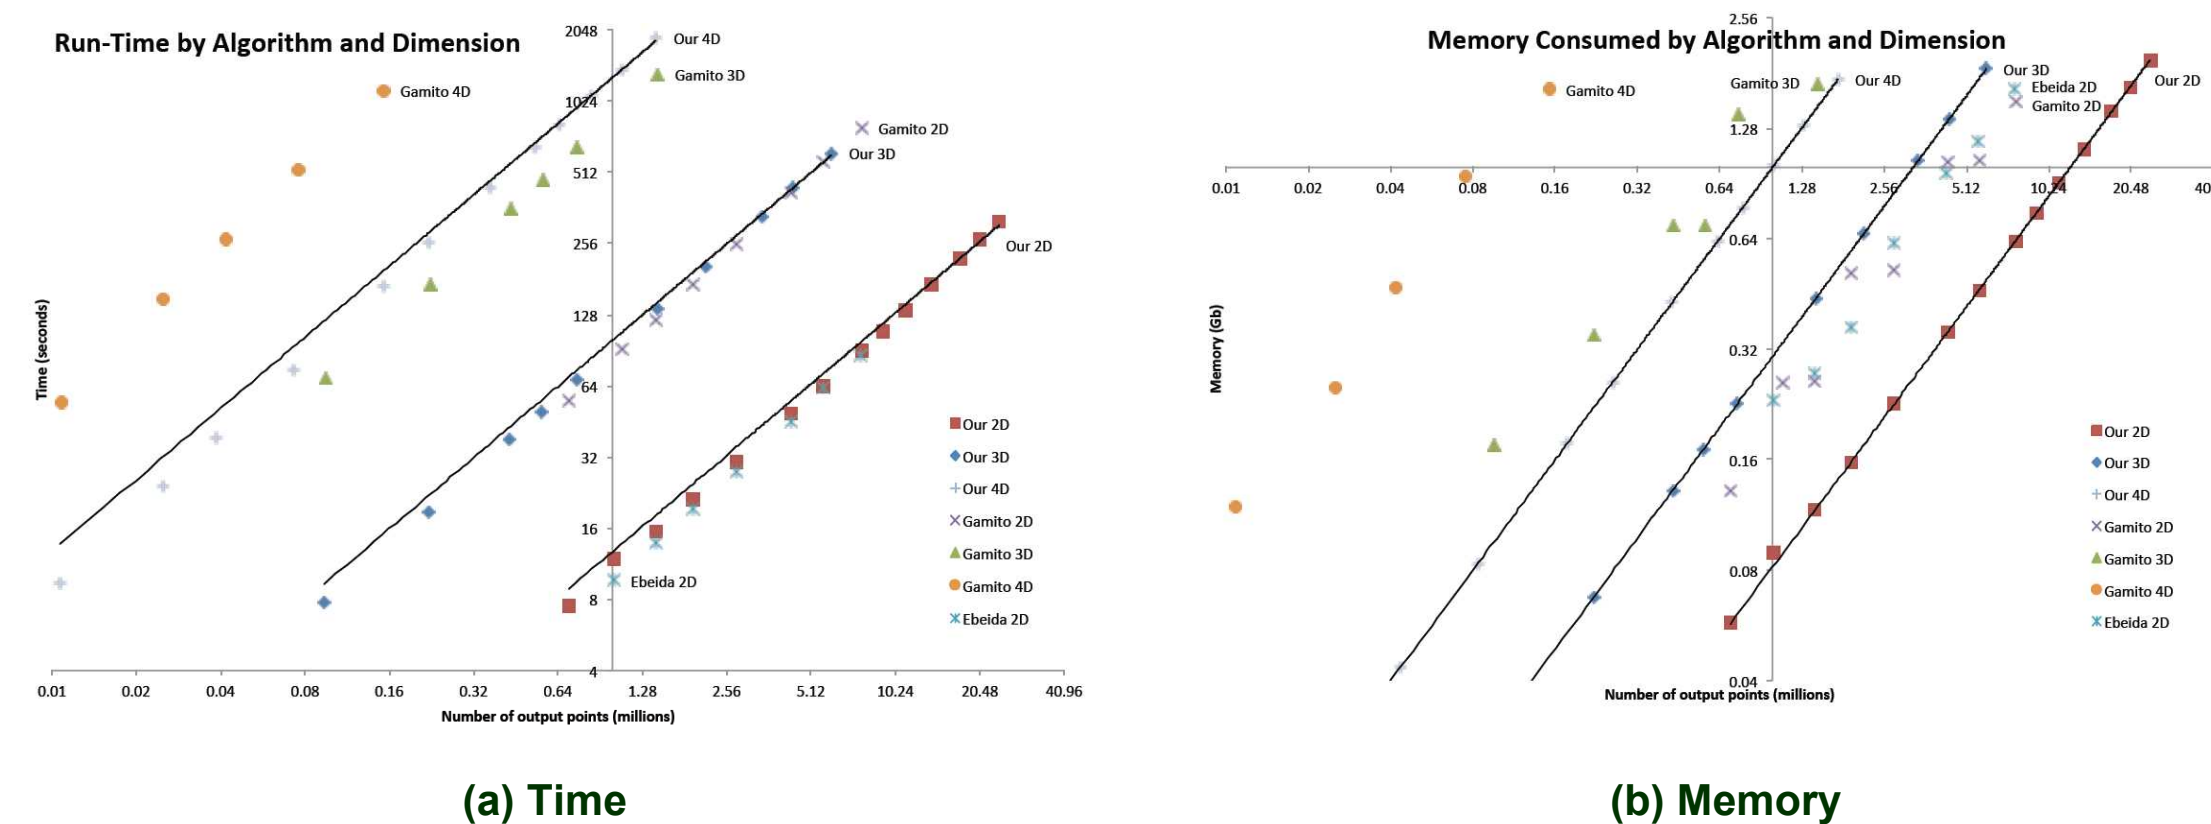 Run-Time by Algorithm and Dimension
2048
1024
512
256
128
64
32
16
8
4
Our 4D
Gamito 3D
Gamito 4D
Gamito 2D
Our 3D
Our 2D
Ebeida 2D
Time (seconds)
Our 2D
Our 3D
Our 4D
Gamito 2D
Gamito 3D
Gamito 4D
Ebeida 2D
0.01 0.02 0.04 0.08 0.16 0.32 0.64 1.28 2.56 5.12 10.24 20.48 40.96
Number of output points (millions)
(a) Time
Memory Consumed by Algorithm and Dimension
2.56
1.28
0.64
0.32
0.16
0.08
0.04
Gamito 4D
Gamito 3D
Our 4D
Our 3D
Ebeida 2D
Gamito 2D
Our 2D
0.01 0.02 0.04 0.08 0.16 0.32 0.64 1.28 2.56 5.12 10.24 20.48 40
Memory (Gb)
Our 2D
Our 3D
Our 4D
Gamito 2D
Gamito 3D
Gamito 4D
Ebeida 2D
Number of output points (millions)
(b) Memory